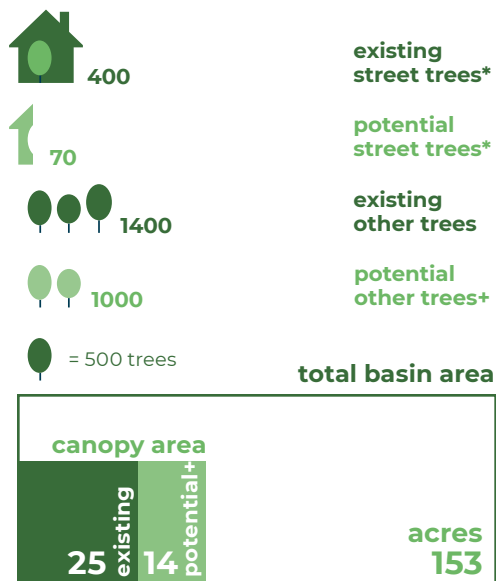 400
existing
street trees*
70
potential
street trees*
1400
existing
other trees
1000
potential
other trees+
= 500 trees
total basin area
canopy area
25
existing
14
potential+
acres
153